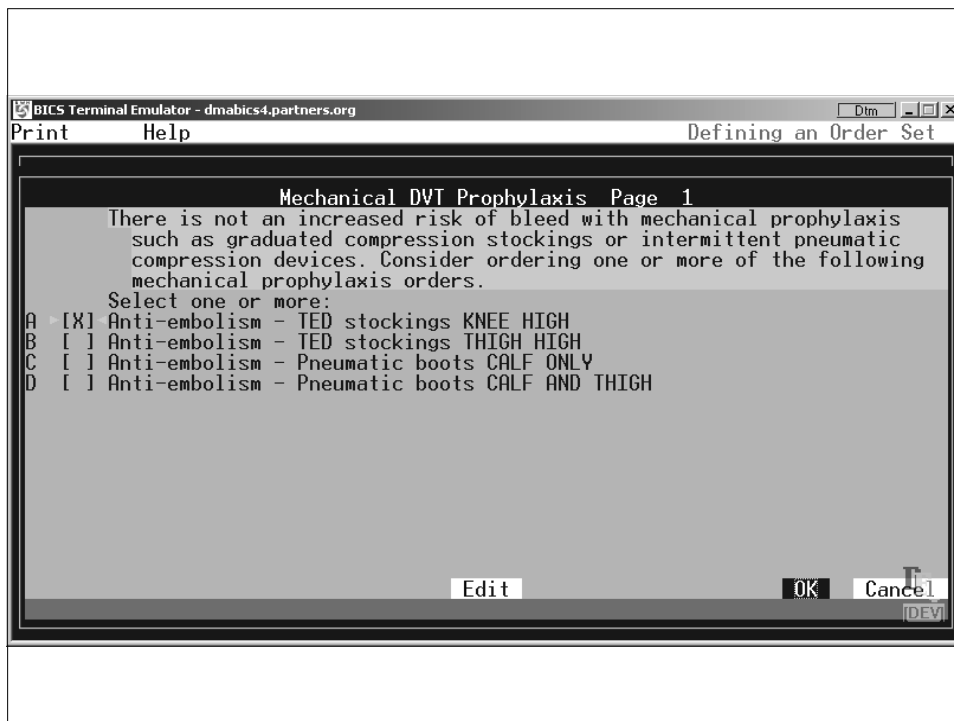 BICS Terminal Emulator - dmabics4.partners.org Dtm
Print Help Defining an Order Set
Mechanical DVT Prophylaxis Page 1
There is not an increased risk of bleed with mechanical prophylaxis
such as graduated compression stockings or intermittent pneumatic
compression devices. Consider ordering one or more of the following
mechanical prophylaxis orders.
Select one or more:
A ▸[X]◂Anti-embolism - TED stockings KNEE HIGH
B [ ] Anti-embolism - TED stockings THIGH HIGH
C [ ] Anti-embolism - Pneumatic boots CALF ONLY
D [ ] Anti-embolism - Pneumatic boots CALF AND THIGH
Edit OK Cancel
[DEV]